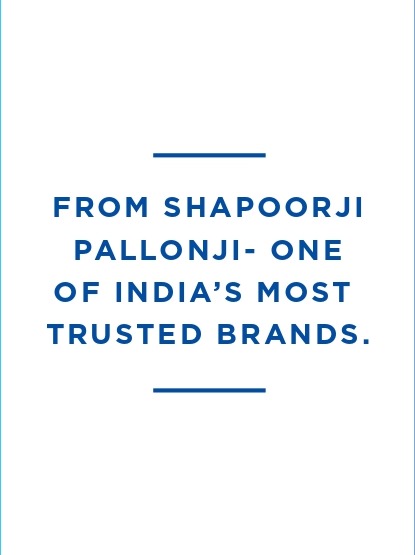 FROM SHAPOORJI
PALLONJI- ONE
OF INDIA’S MOST
TRUSTED BRANDS.